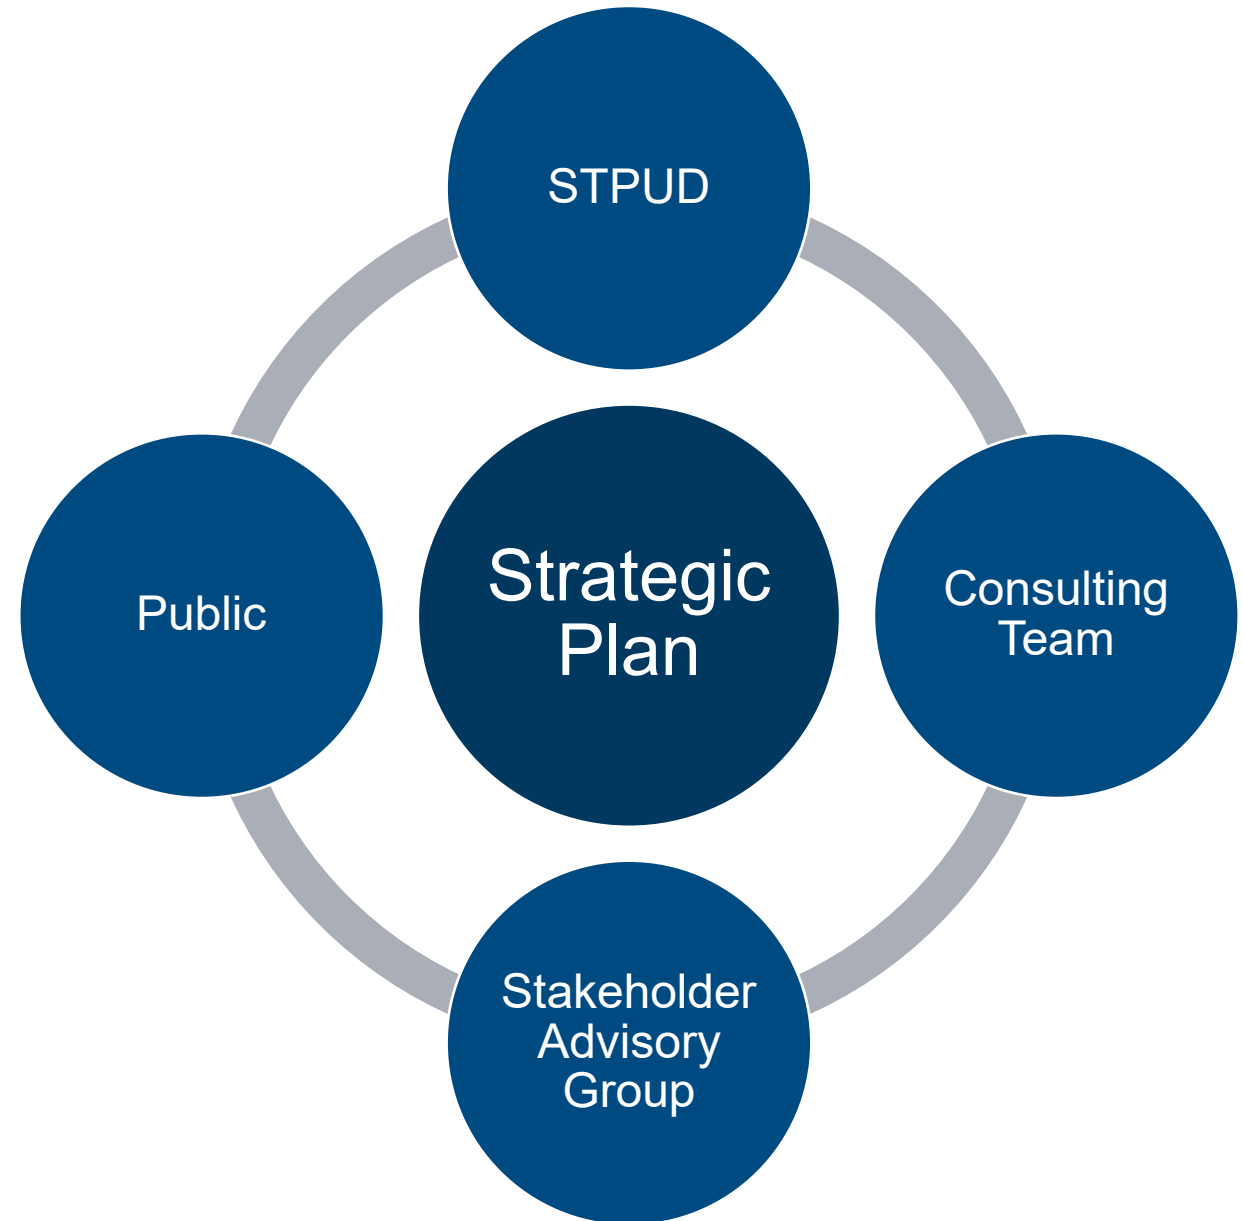 STPUD
Public
Strategic
Plan
Consulting
Team
Stakeholder
Advisory
Group